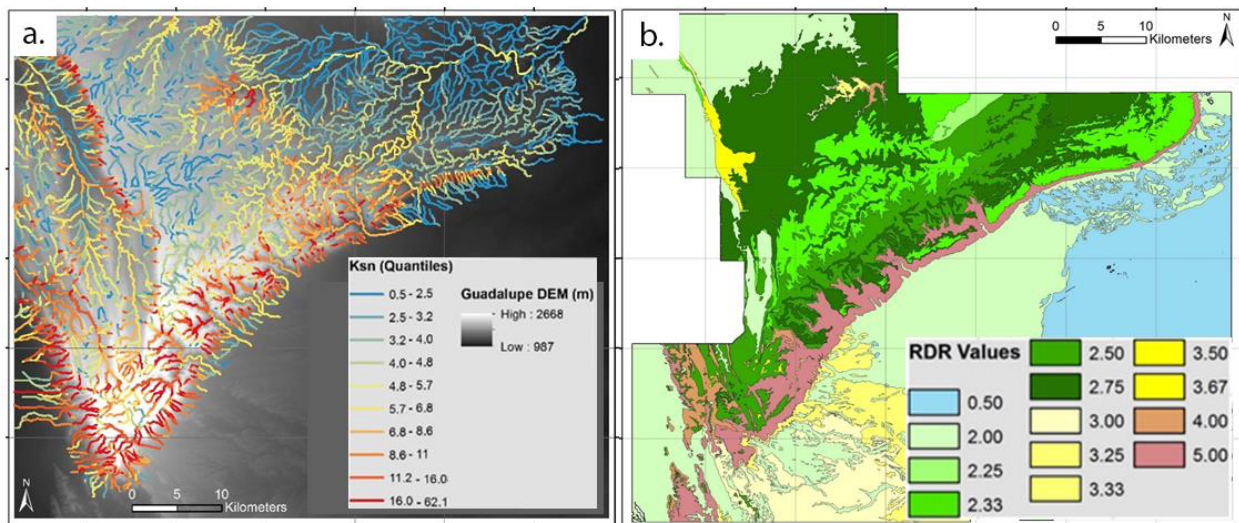 a.
Ksn (Quantiles)
0.5 - 2.5
2.5 - 3.2
3.2 - 4.0
4.0 - 4.8
4.8 - 5.7
5.7 - 6.8
6.8 - 8.6
8.6 - 11
11.2 - 16.0
16.0 - 62.1
Guadalupe DEM (m)
High : 2668
Low : 987
N
0 5 10
Kilometers
b.
0 5 10
Kilometers
N
RDR Values
0.50
2.00
2.25
2.33
2.50
2.75
3.00
3.25
3.33
3.50
3.67
4.00
5.00